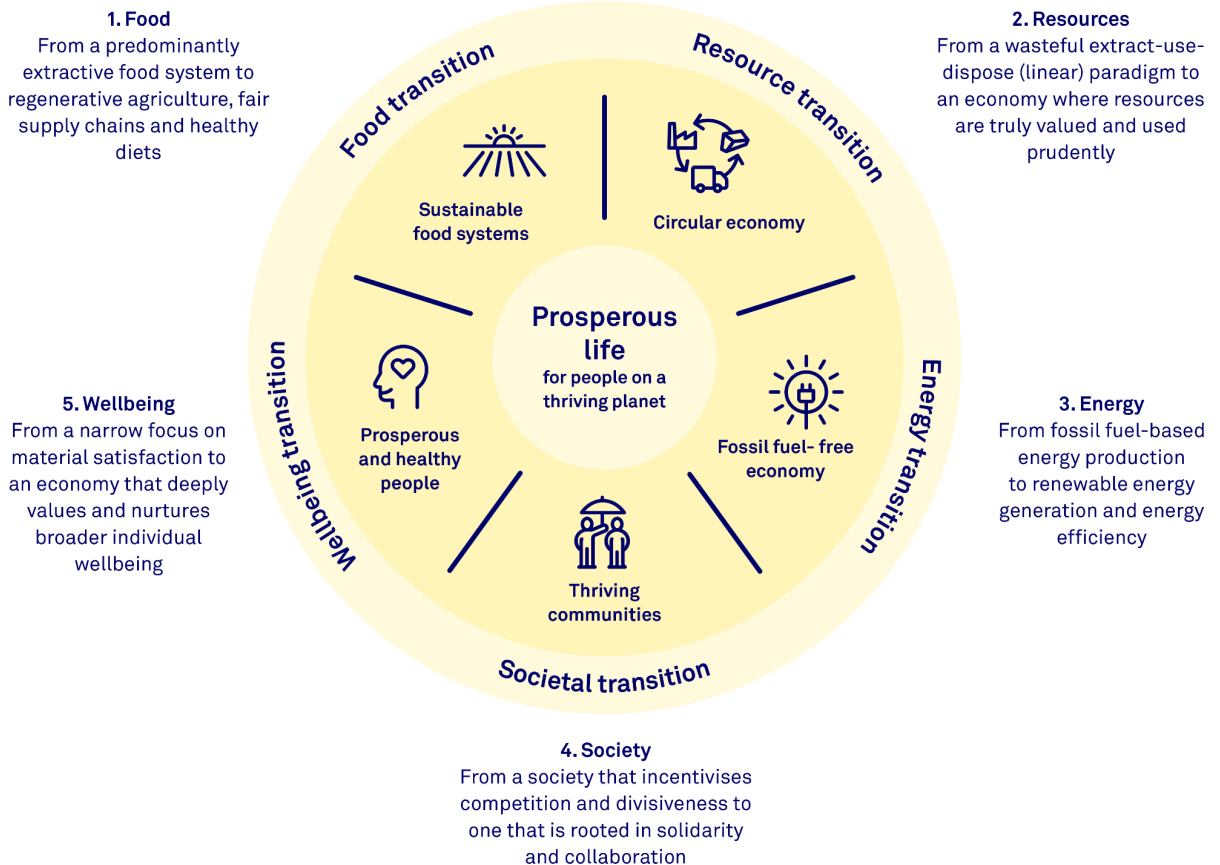 1. Food
From a predominantly
extractive food system to
regenerative agriculture, fair
supply chains and healthy
diets
2. Resources
From a wasteful extract-use-
dispose (linear) paradigm to
an economy where resources
are truly valued and used
prudently
Food transition
Resource transition
Sustainable
food systems
Circular economy
Prosperous
life
for people on a
thriving planet
Wellbeing transition
Energy transition
Prosperous
and healthy
people
Fossil fuel- free
economy
Thriving
communities
Societal transition
5. Wellbeing
From a narrow focus on
material satisfaction to
an economy that deeply
values and nurtures
broader individual
wellbeing
3. Energy
From fossil fuel-based
energy production
to renewable energy
generation and energy
efficiency
4. Society
From a society that incentivises
competition and divisiveness to
one that is rooted in solidarity
and collaboration